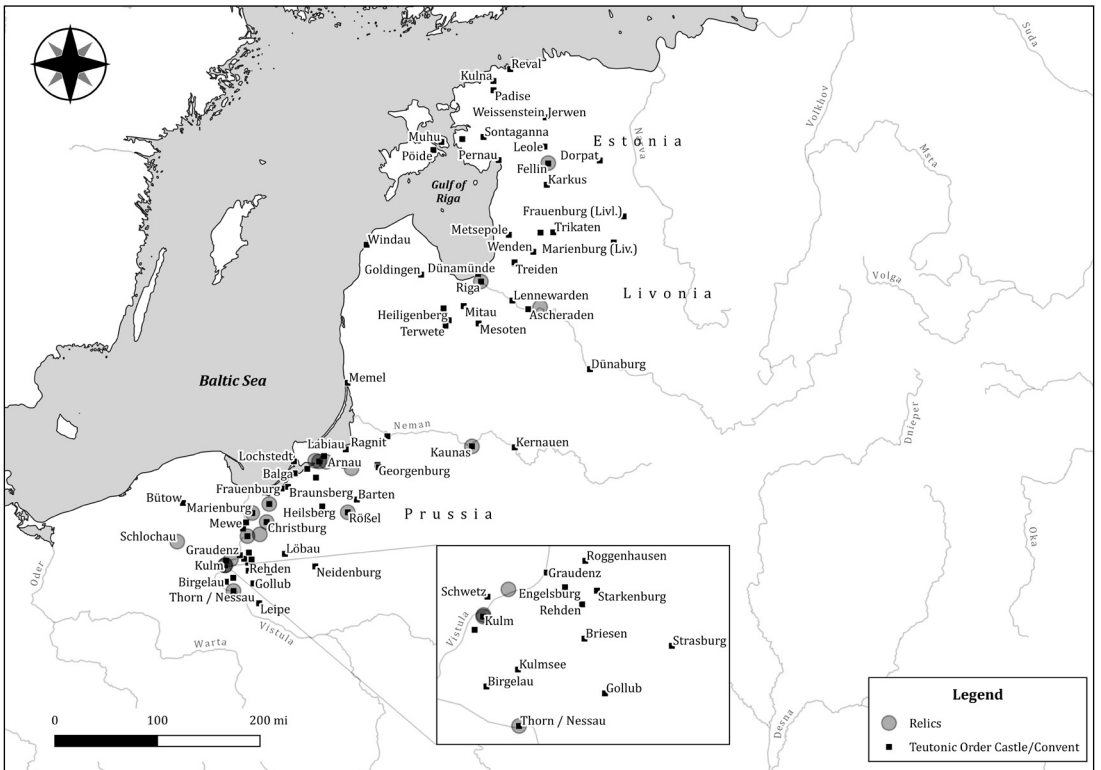 Suda
Reval
Kulna
Padise
Volkhov
Weissenstein
Jerwen
Narva
Muhu
Sontaganna
Estonia
Leole
Msta
Pöide
Pernau
Dorpat
Fellin
Karkus
Gulf of
Riga
Frauenburg (Livl.)
Metsepole
Trikaten
Windau
Wenden
Marienburg (Liv.)
Goldingen
Dünamünde
Treiden
Volga
Riga
Lennewarden
Livonia
Heiligenberg
Mitau
Ascheraden
Terwete
Mesoten
Dünaburg
Baltic Sea
Memel
Dnieper
Neman
Labiau
Ragnit
Kaunas
Kernauen
Lochstedt
Arnau
Georgenburg
Balga
Frauenburg
Braunsberg
Barten
Bütow
Marienburg
Heilsberg
Rößel
Prussia
Mewe
Christburg
Schlochau
Oka
Graudenz
Löbau
Kulm
Rehden
Neidenburg
Oder
Birgelau
Gollub
Thorn / Nessau
Leipe
Vistula
Warta
Roggenhausen
Graudenz
Schwetz
Engelsburg
Starkenburg
Rehden
Kulm
Vistula
Briesen
Strasburg
Kulmsee
Birgelau
Gollub
Thorn / Nessau
Desna
0 100 200 mi
Legend
Relics
Teutonic Order Castle/Convent